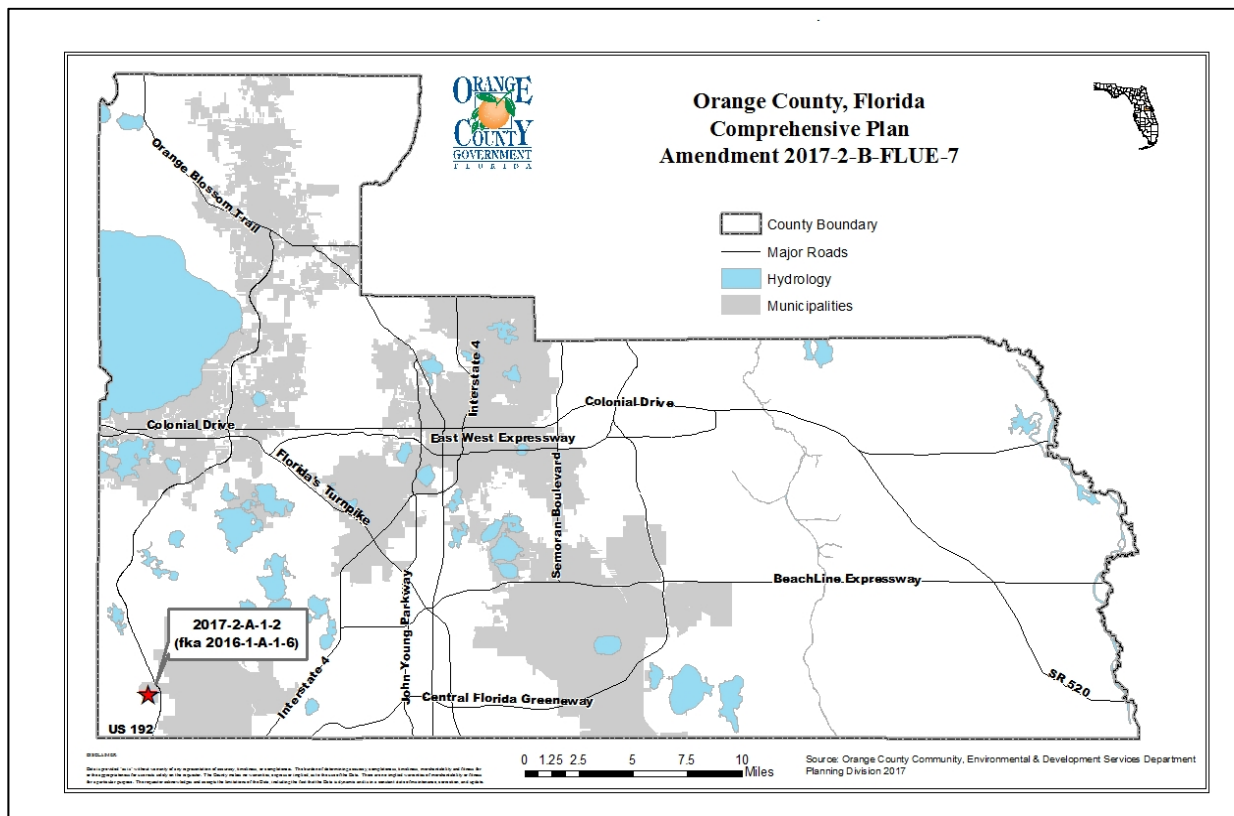 ORANGE
COUNTY
GOVERNMENT
FLORIDA
Orange County, Florida
Comprehensive Plan
Amendment 2017-2-B-FLUE-7
County Boundary
Major Roads
Hydrology
Municipalities
Orange Blossom Trail
Interstate 4
Colonial Drive
Colonial Drive
East West Expressway
Florida's Turnpike
Semoran Boulevard
BeachLine Expressway
John Young Parkway
2017-2-A-1-2
(fka 2016-1-A-1-6)
Interstate 4
Central Florida Greeneway
SR 520
US 192
0 1.25 2.5 5 7.5 10
Miles
Source: Orange County Community, Environmental & Development Services Department
Planning Division 2017